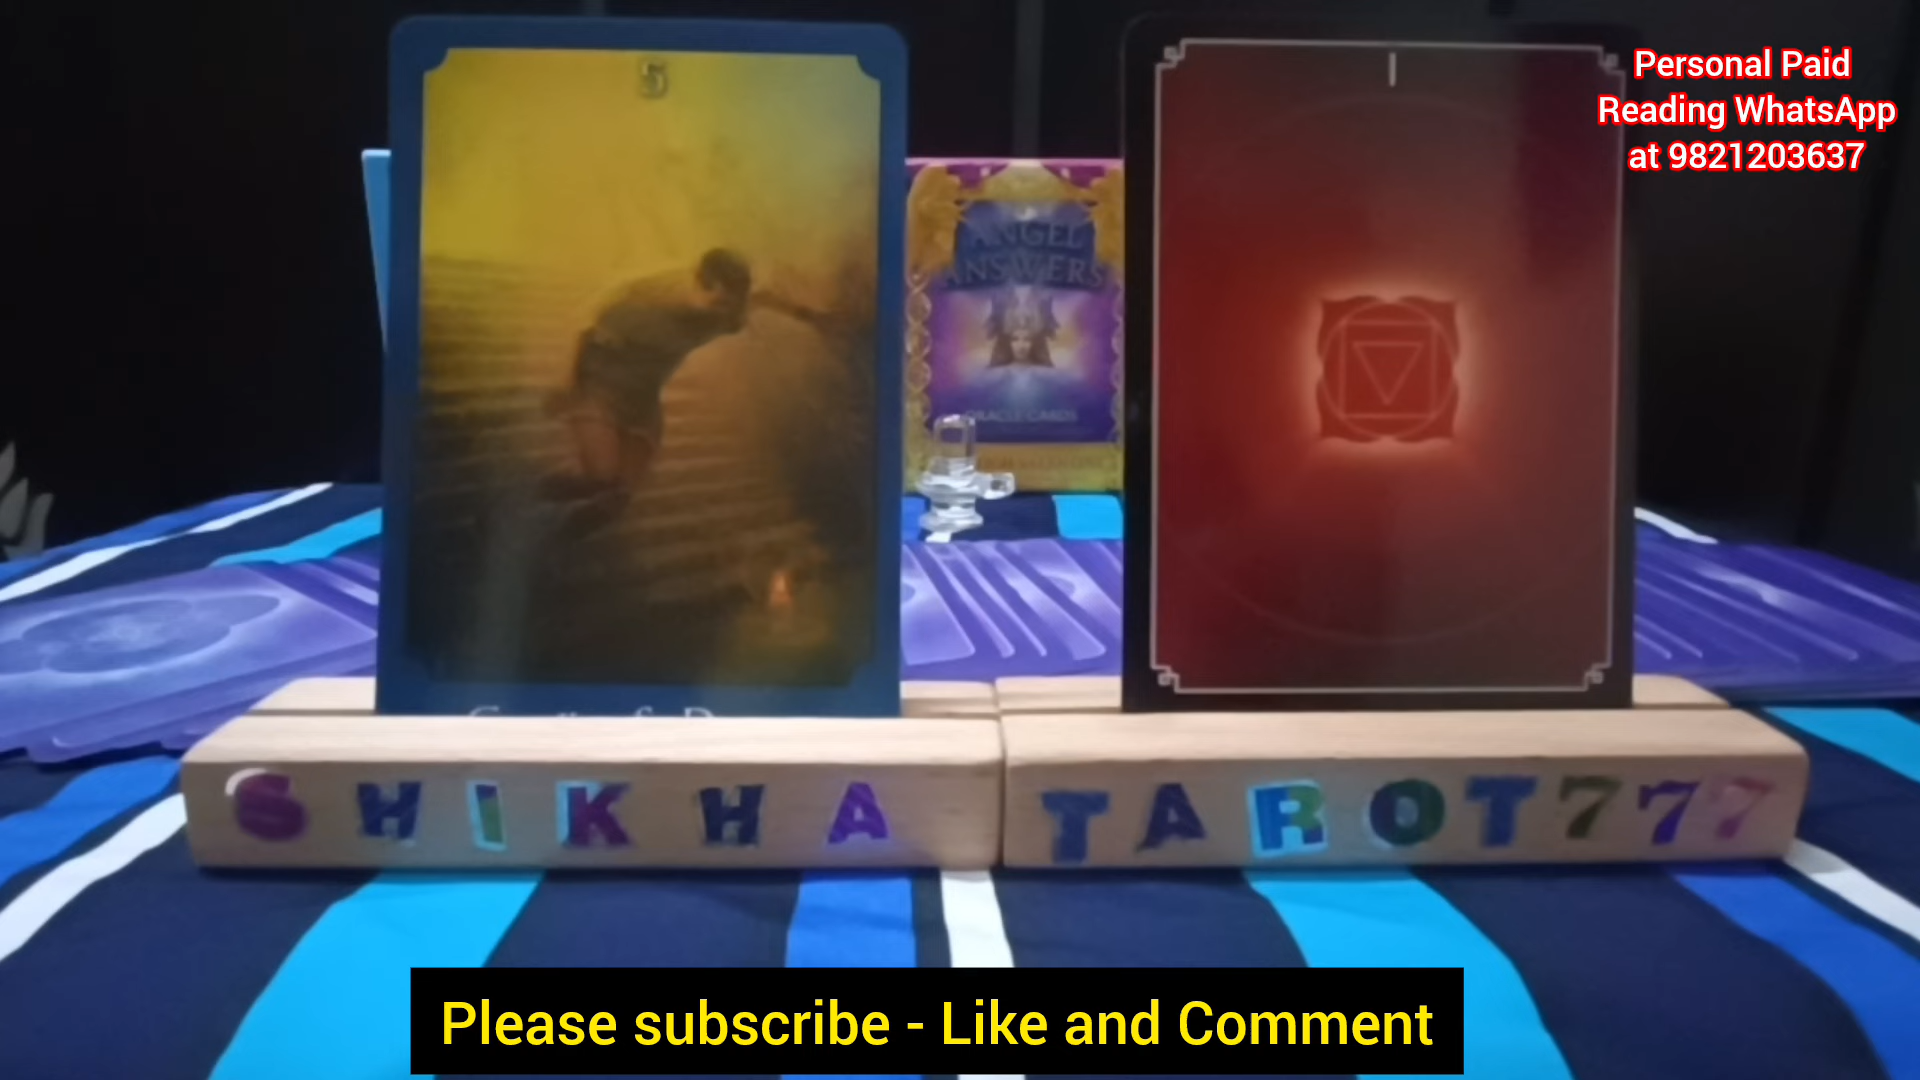 5
I
Personal Paid
Reading WhatsApp
at 9821203637
ANGEL
ANSWERS
ORACLE CARDS
SHIKHA TAROT777
Please subscribe - Like and Comment